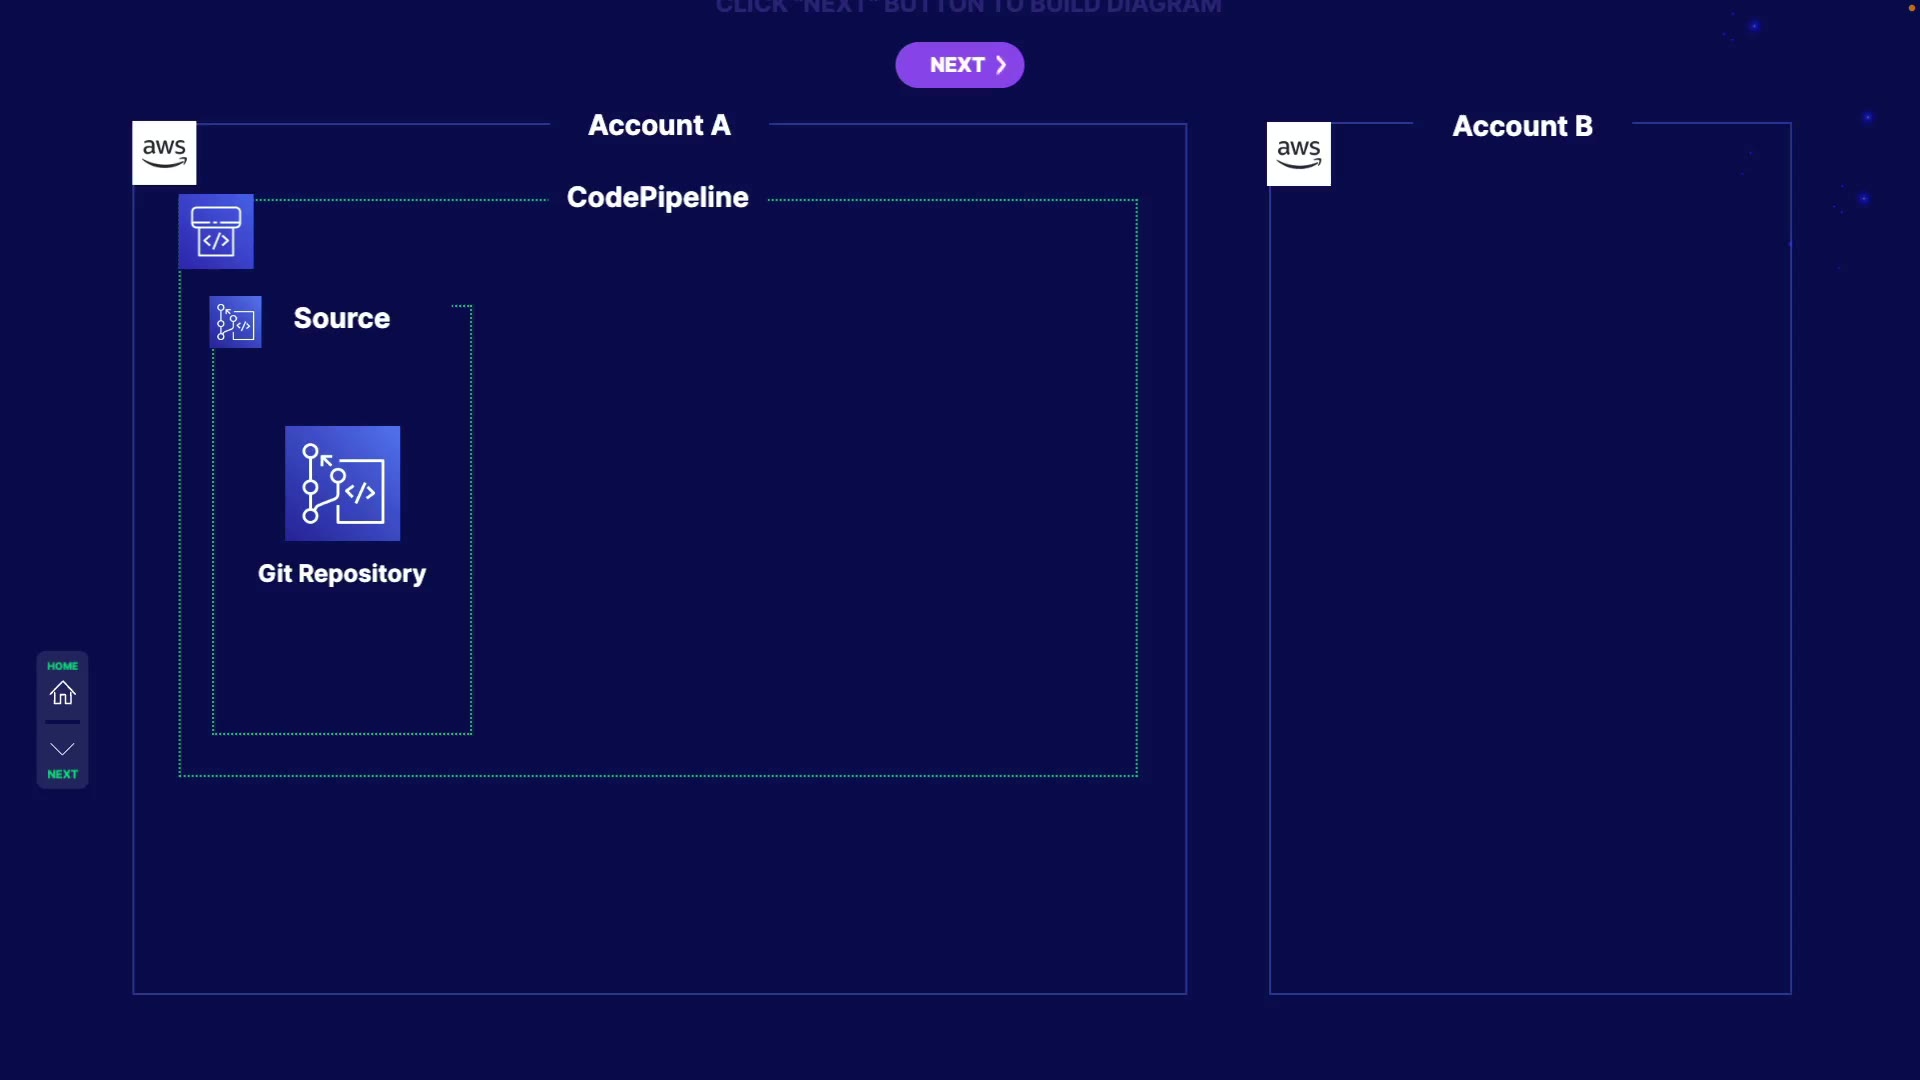 CLICK "NEXT" BUTTON TO BUILD DIAGRAM
NEXT
Account A
Account B
aws
aws
CodePipeline
</>
Source
</>
</>
Git Repository
HOME
NEXT